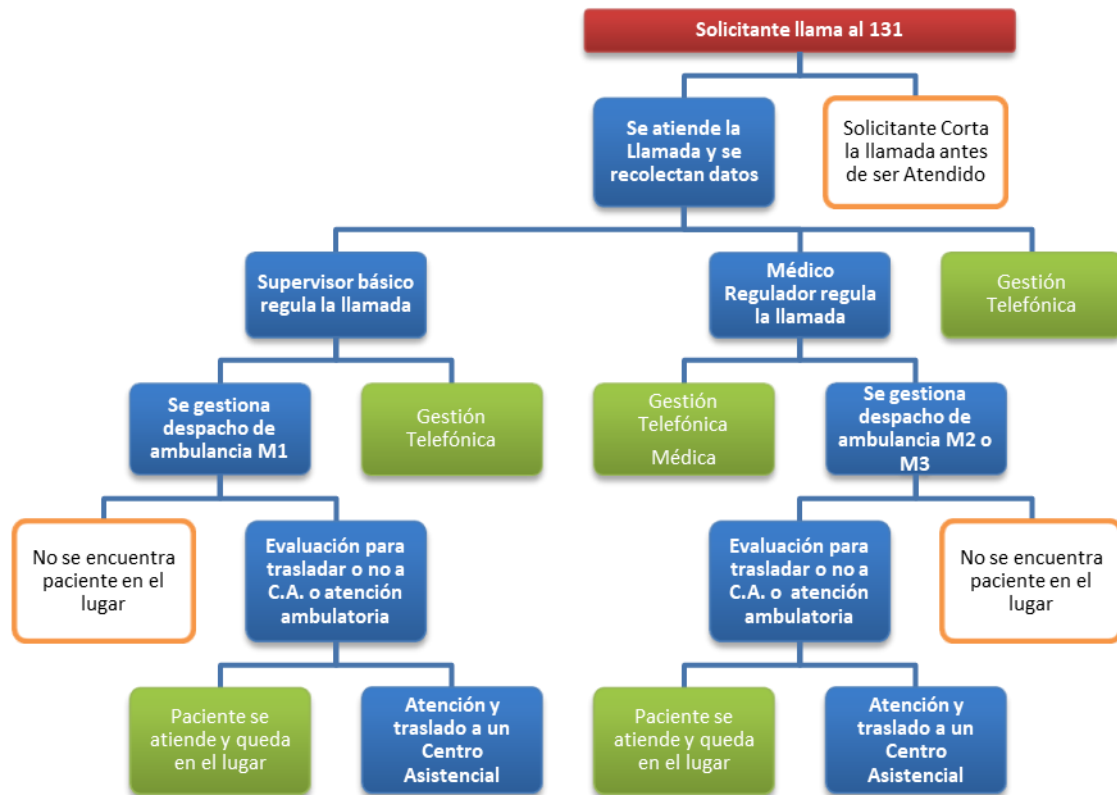 Solicitante llama al 131
Se atiende la
Llamada y se
recolectan datos
Solicitante Corta
la llamada antes
de ser Atendido
Supervisor básico
regula la llamada
Médico
Regulador regula
la llamada
Gestión
Telefónica
Se gestiona
despacho de
ambulancia M1
Gestión
Telefónica
Gestión
Telefónica
Médica
Se gestiona
despacho de
ambulancia M2 o
M3
No se encuentra
paciente en el
lugar
Evaluación para
trasladar o no a
C.A. o atención
ambulatoria
Evaluación para
trasladar o no a
C.A. o atención
ambulatoria
No se encuentra
paciente en el
lugar
Paciente se
atiende y queda
en el lugar
Atención y
traslado a un
Centro
Asistencial
Paciente se
atiende y queda
en el lugar
Atención y
traslado a un
Centro
Asistencial